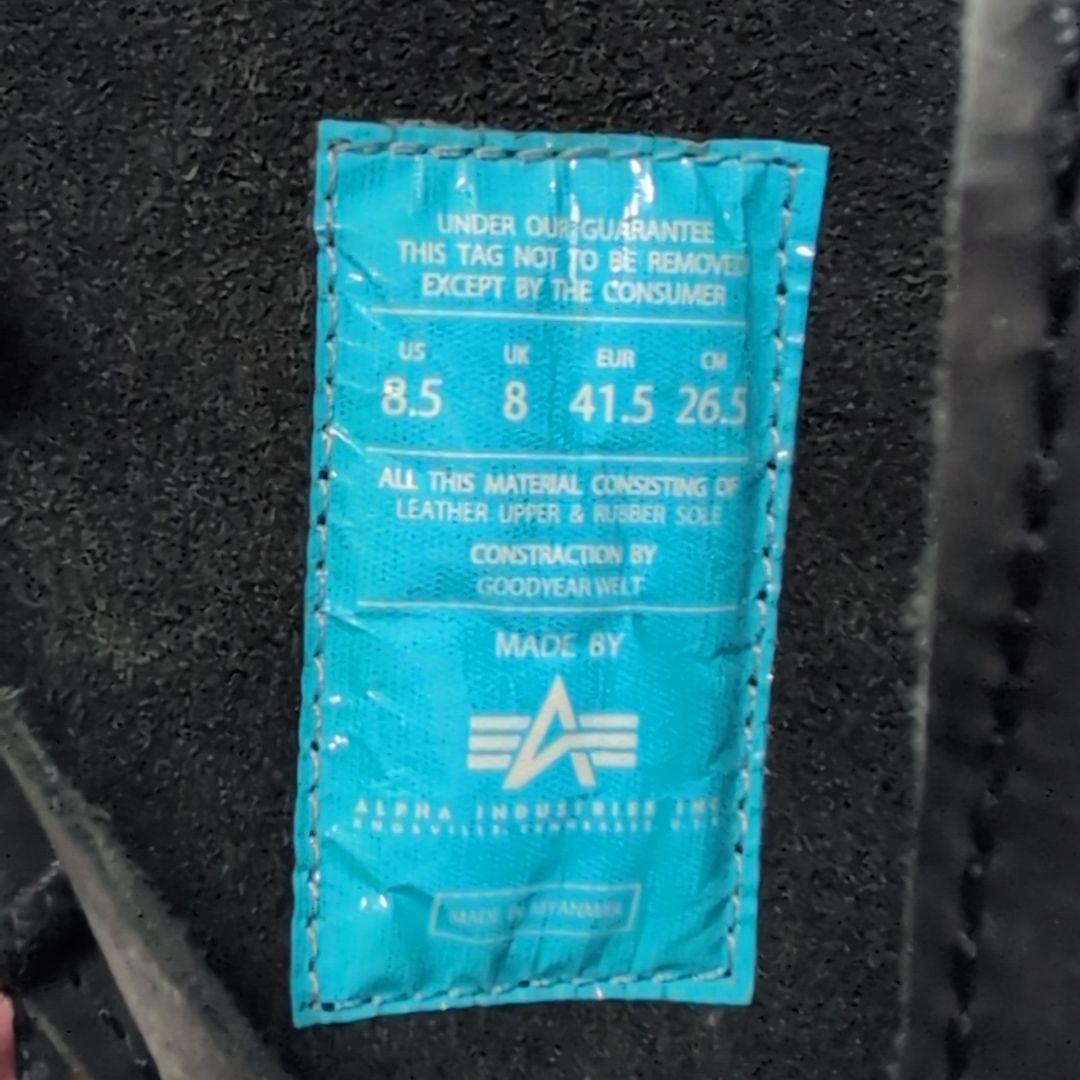 UNDER OUR GUARANTEE
THIS TAG NOT TO BE REMOVED
EXCEPT BY THE CONSUMER
US UK EUR CM
8.5 8 41.5 26.5
ALL THIS MATERIAL CONSISTING OF
LEATHER UPPER & RUBBER SOLE
CONSTRACTION BY
GOODYEAR WELT
MADE BY
ALPHA INDUSTRIES INC.
KNOXVILLE, TENNESSEE U.S.A
MADE IN MYANMAR